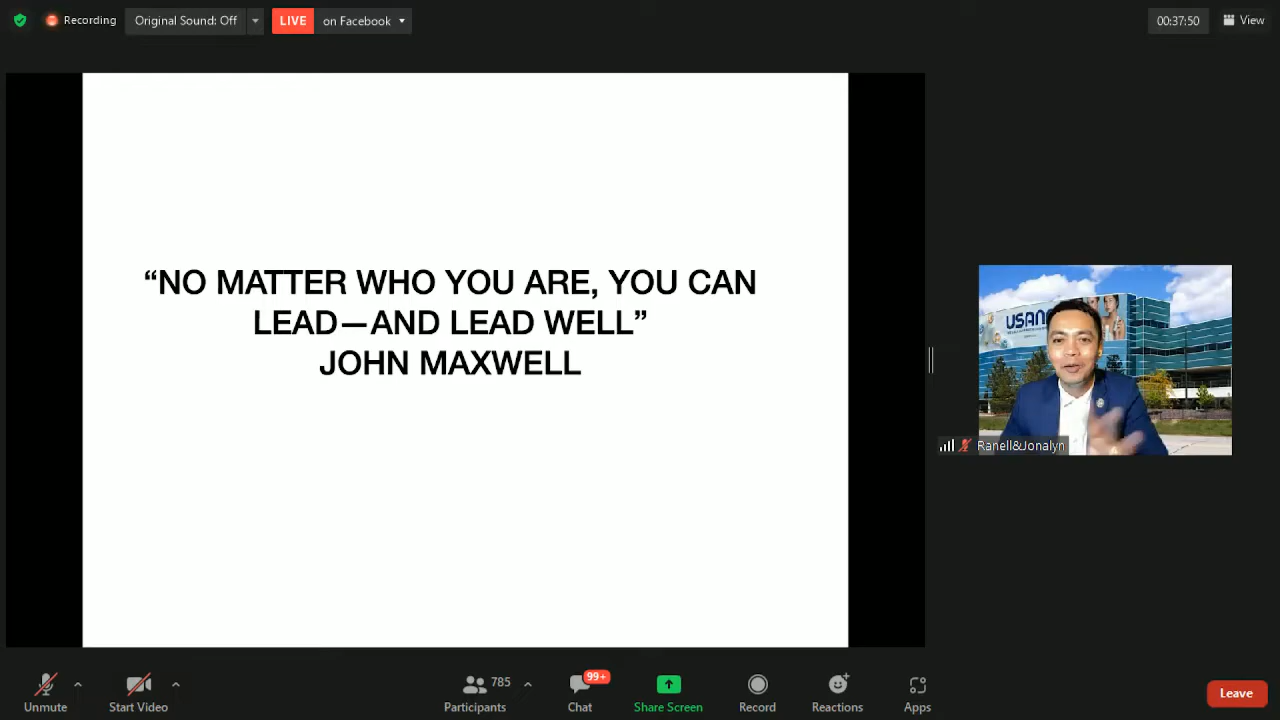 Recording
Original Sound: Off
LIVE on Facebook
00:37:50
View
“NO MATTER WHO YOU ARE, YOU CAN
LEAD—AND LEAD WELL”
JOHN MAXWELL
USAN
Ranell&Jonalyn
Unmute
Start Video
785
Participants
99+
Chat
Share Screen
Record
Reactions
Apps
Leave